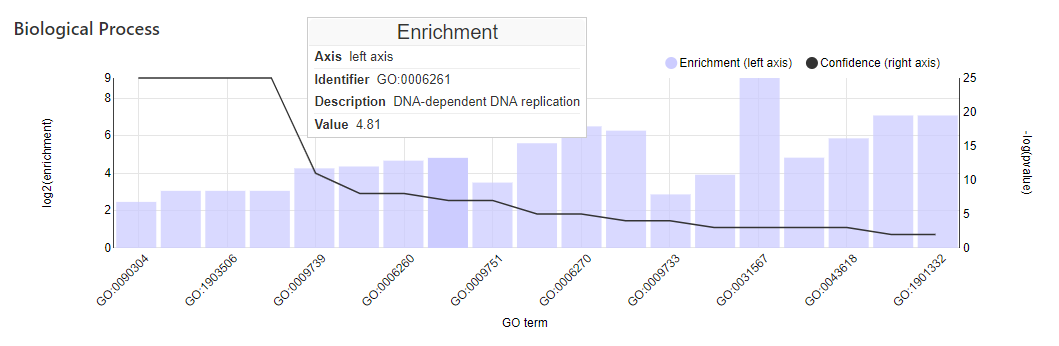 Biological Process
Enrichment
Axis left axis
Identifier GO:0006261
Description DNA-dependent DNA replication
Value 4.81
Enrichment (left axis) Confidence (right axis)
log2(enrichment)
9
8
6
4
2
0
25
20
15
10
5
0
-log(pvalue)
GO:0090304
GO:1903506
GO:0009739
GO:0006260
GO:0009751
GO:0006270
GO:0009733
GO:0031567
GO:0043618
GO:1901332
GO term